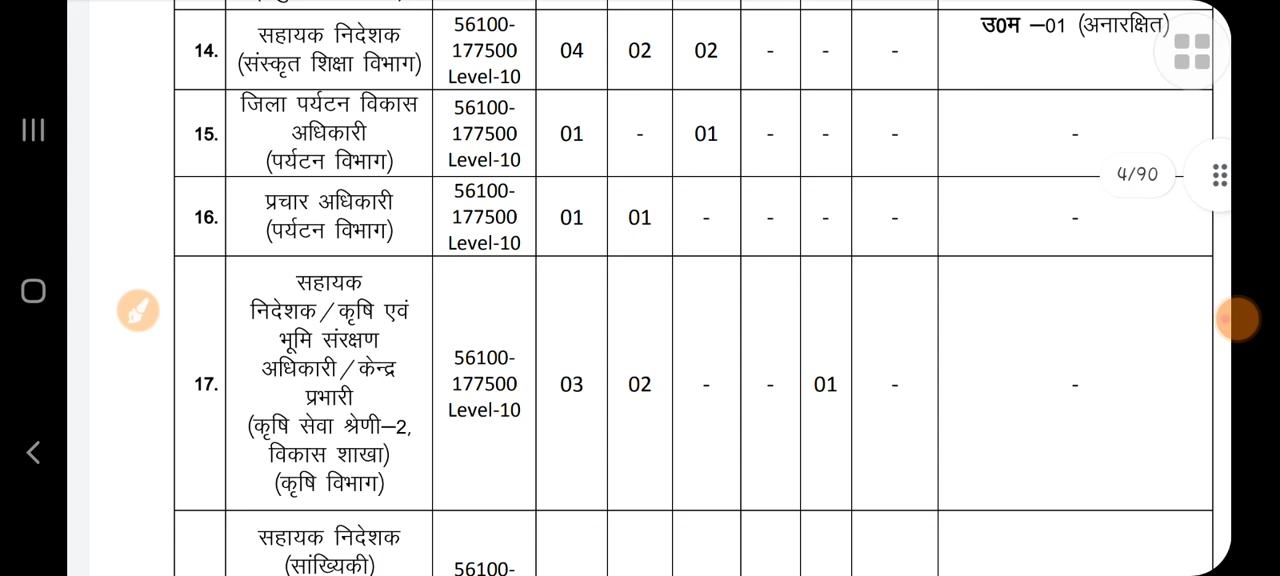 उ0म –01 (अनारक्षित)
14.
सहायक निदेशक
(संस्कृत शिक्षा विभाग)
56100-
177500
Level-10
04 02 02 - - -
15.
जिला पर्यटन विकास
अधिकारी
(पर्यटन विभाग)
56100-
177500
Level-10
01 - 01 - - - -
4/90
16.
प्रचार अधिकारी
(पर्यटन विभाग)
56100-
177500
Level-10
01 01 - - - - -
17.
सहायक
निदेशक/कृषि एवं
भूमि संरक्षण
अधिकारी/केन्द्र
प्रभारी
(कृषि सेवा श्रेणी–2,
विकास शाखा)
(कृषि विभाग)
56100-
177500
Level-10
03 02 - - 01 - -
सहायक निदेशक
(सांख्यिकी)
56100-